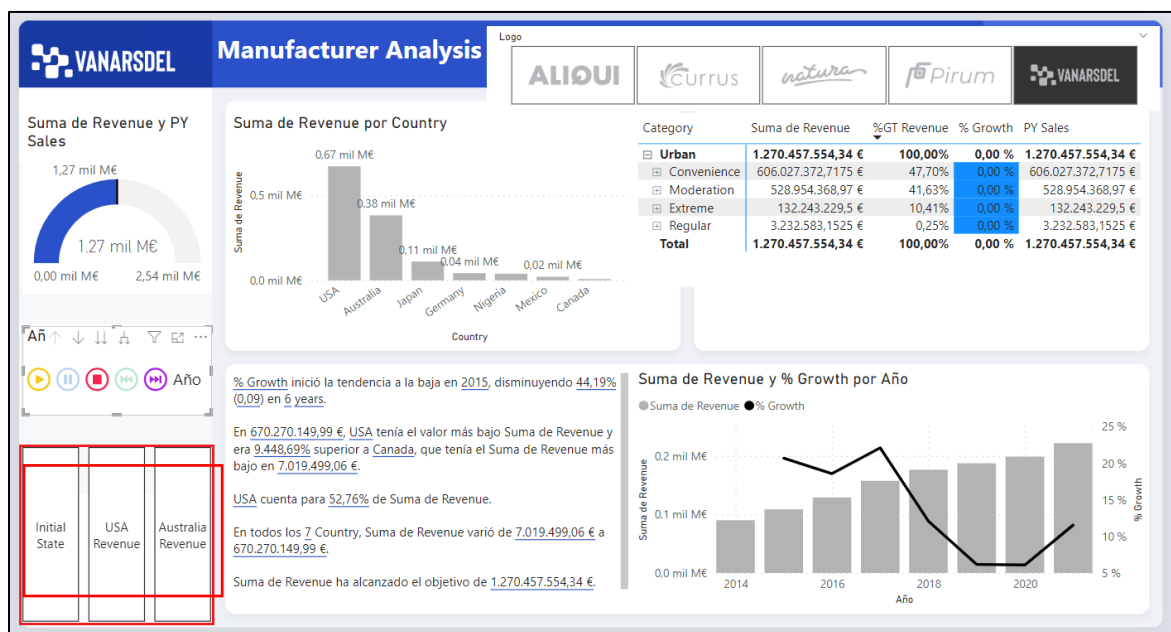 VANARSDEL
Manufacturer Analysis
Logo
ALIQUI
Currus
natura
Pirum
VANARSDEL
Suma de Revenue y PY
Sales
1,27 mil M€
1,27 mil M€
0,00 mil M€ 2,54 mil M€
Suma de Revenue por Country
Suma de Revenue
0,5 mil M€
0,0 mil M€
0,67 mil M€
0,38 mil M€
0,11 mil M€
0,04 mil M€
0,02 mil M€
USA Australia Japan Germany Nigeria Mexico Canada
Country
Category Suma de Revenue %GT Revenue % Growth PY Sales
Urban 1.270.457.554,34 € 100,00% 0,00 % 1.270.457.554,34 €
Convenience 606.027.372,7175 € 47,70% 0,00 % 606.027.372,7175 €
Moderation 528.954.368,97 € 41,63% 0,00 % 528.954.368,97 €
Extreme 132.243.229,5 € 10,41% 0,00 % 132.243.229,5 €
Regular 3.232.583,1525 € 0,25% 0,00 % 3.232.583,1525 €
Total 1.270.457.554,34 € 100,00% 0,00 % 1.270.457.554,34 €
Añ
Año
Initial
State
USA
Revenue
Australia
Revenue
% Growth inició la tendencia a la baja en 2015, disminuyendo 44,19%
(0,09) en 6 years.
En 670.270.149,99 €, USA tenía el valor más bajo Suma de Revenue y
era 9.448,69% superior a Canada, que tenía el Suma de Revenue más
bajo en 7.019.499,06 €.
USA cuenta para 52,76% de Suma de Revenue.
En todos los 7 Country, Suma de Revenue varió de 7.019.499,06 € a
670.270.149,99 €.
Suma de Revenue ha alcanzado el objetivo de 1.270.457.554,34 €.
Suma de Revenue y % Growth por Año
Suma de Revenue % Growth
Suma de Revenue
0,2 mil M€
0,1 mil M€
0,0 mil M€
25 %
20 %
15 %
10 %
5 %
% Growth
2014 2016 2018 2020
Año